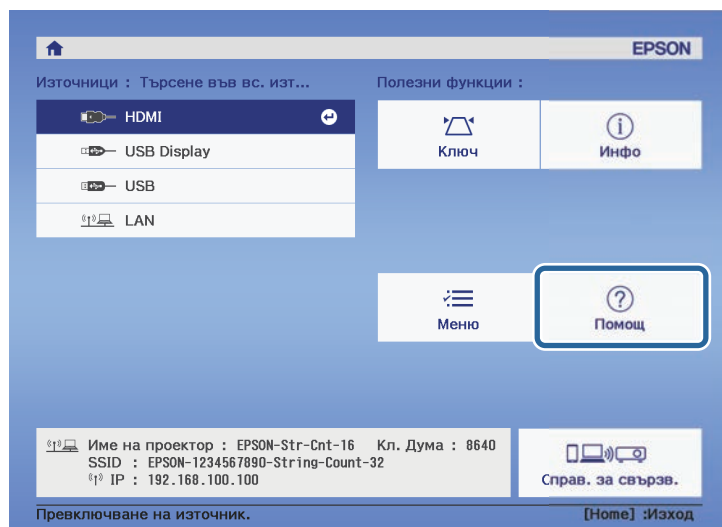 EPSON
Източници : Търсене във вс. изт...
Полезни функции :
HDMI
USB Display
USB
LAN
Ключ
Инфо
Меню
Помощ
Име на проектор : EPSON-Str-Cnt-16 Кл. Дума : 8640
SSID : EPSON-1234567890-String-Count-32
IP : 192.168.100.100
Справ. за свързв.
Превключване на източник.
[Home] :Изход